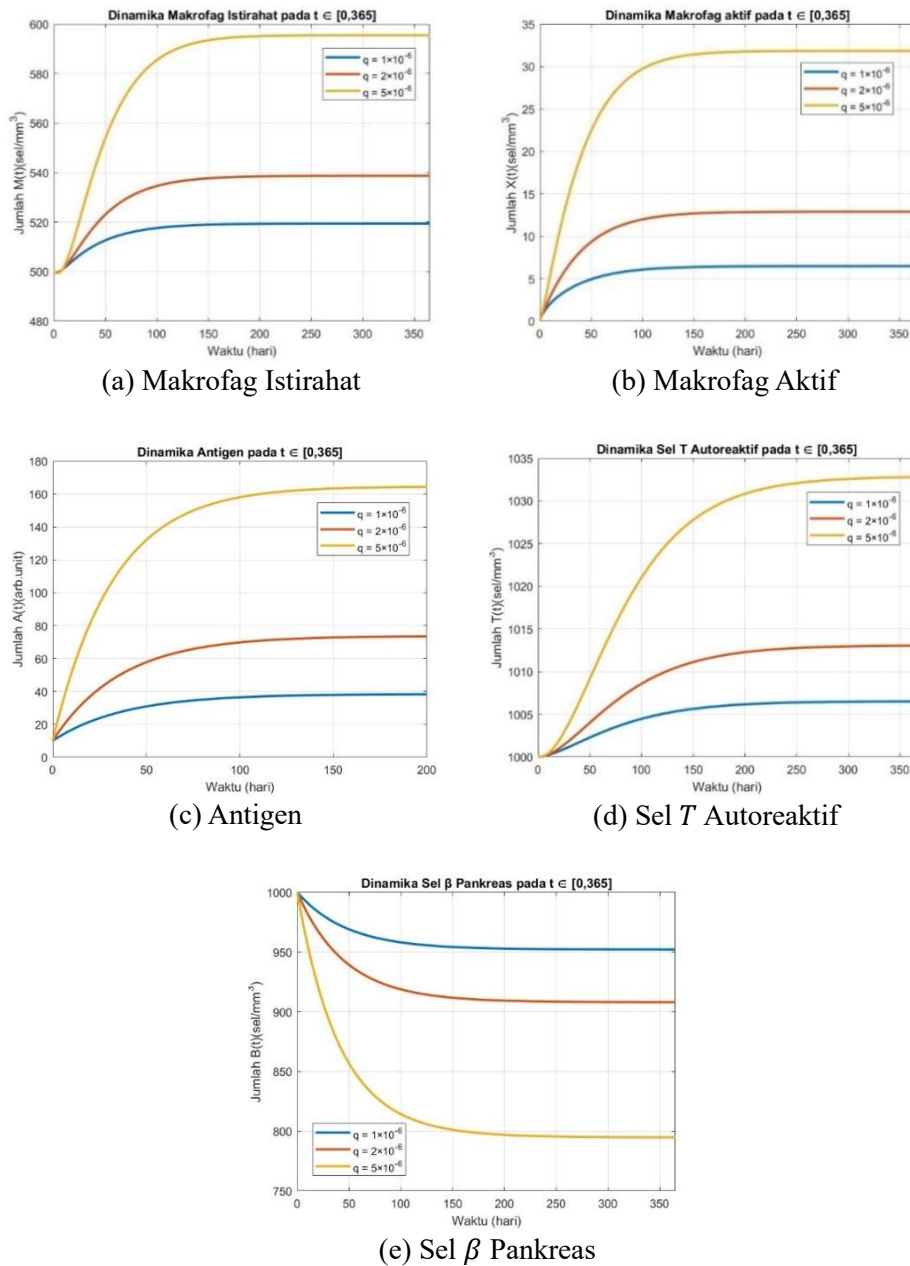 Dinamika Makrofag Istirahat pada t ∈ [0,365]
Jumlah M(t)(sel/mm³)
600
580
560
540
520
500
480
q = 1×10⁻⁶
q = 2×10⁻⁶
q = 5×10⁻⁶
0 50 100 150 200 250 300 350
Waktu (hari)
(a) Makrofag Istirahat
Dinamika Makrofag aktif pada t ∈ [0,365]
Jumlah X(t)(sel/mm³)
35
30
25
20
15
10
5
0
q = 1×10⁻⁶
q = 2×10⁻⁶
q = 5×10⁻⁶
0 50 100 150 200 250 300 350
Waktu (hari)
(b) Makrofag Aktif
Dinamika Antigen pada t ∈ [0,365]
Jumlah A(t)(arb.unit)
180
160
140
120
100
80
60
40
20
0
q = 1×10⁻⁶
q = 2×10⁻⁶
q = 5×10⁻⁶
0 50 100 150 200
Waktu (hari)
(c) Antigen
Dinamika Sel T Autoreaktif pada t ∈ [0,365]
Jumlah T(t)(sel/mm³)
1035
1030
1025
1020
1015
1010
1005
1000
q = 1×10⁻⁶
q = 2×10⁻⁶
q = 5×10⁻⁶
0 50 100 150 200 250 300 350
Waktu (hari)
(d) Sel T Autoreaktif
Dinamika Sel β Pankreas pada t ∈ [0,365]
Jumlah B(t)(sel/mm³)
1000
950
900
850
800
750
q = 1×10⁻⁶
q = 2×10⁻⁶
q = 5×10⁻⁶
0 50 100 150 200 250 300 350
Waktu (hari)
(e) Sel β Pankreas